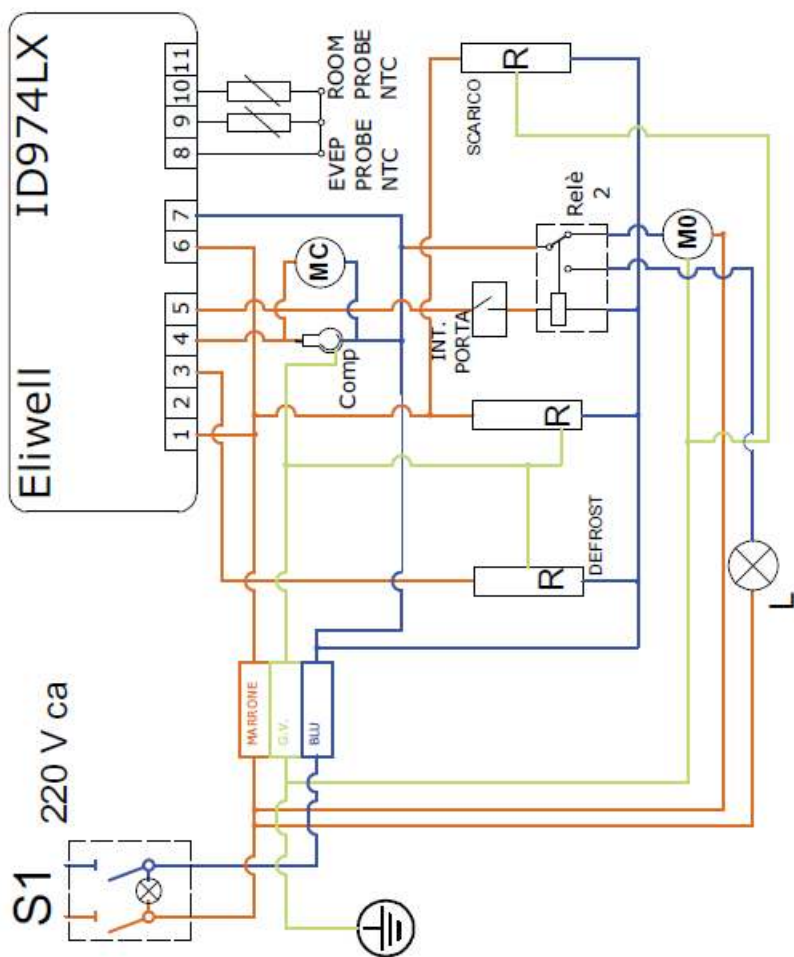 Eliwell
ID974LX
1
2
3
4
5
6
7
8
9
10
11
EVEP
PROBE
NTC
ROOM
PROBE
NTC
S1
220 V ca
MARRONE
G.V.
BLU
Comp
MC
INT.
PORTA
R
SCARICO
R
R
DEFROST
Relè
2
M0
L